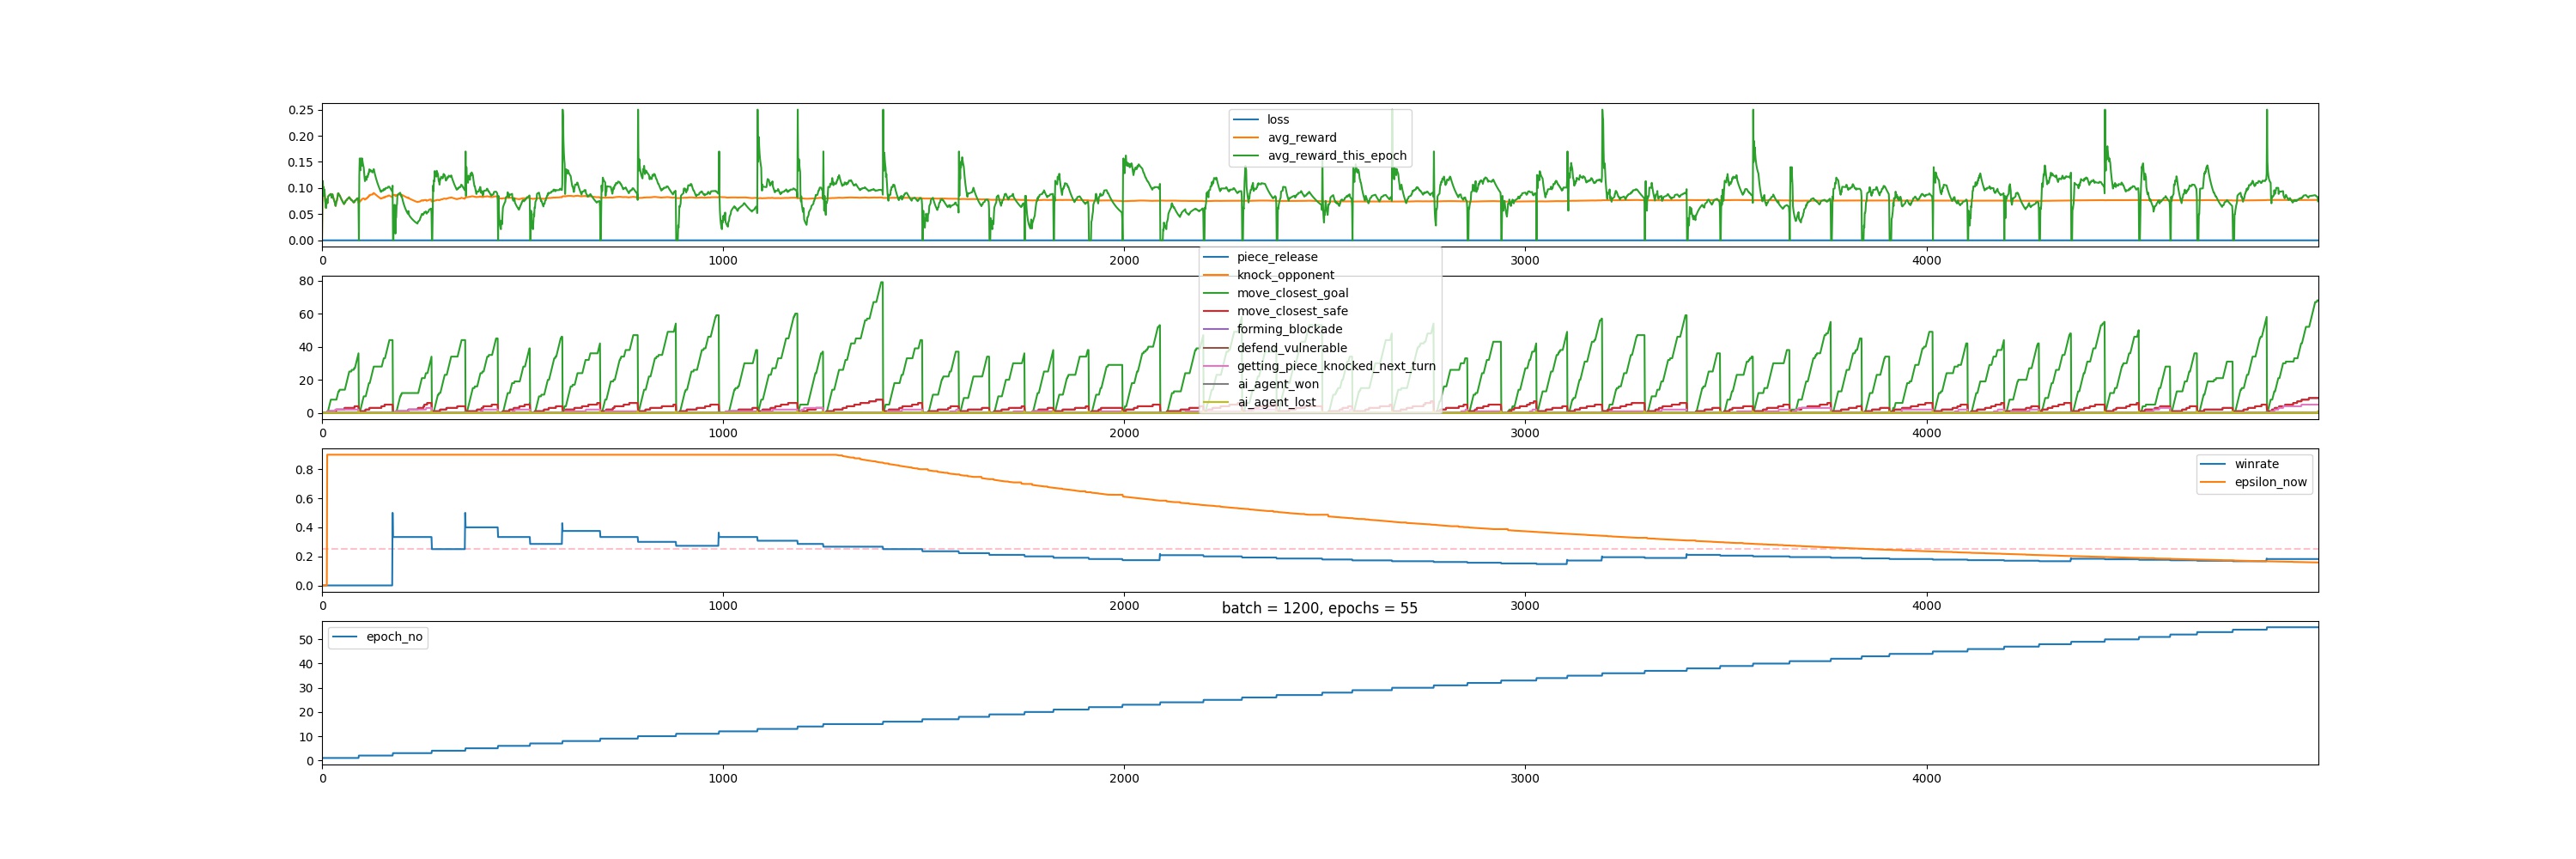 0.25
0.20
0.15
0.10
0.05
0.00
loss
avg_reward
avg_reward_this_epoch
0 1000 2000 3000 4000
80
60
40
20
0
piece_release
knock_opponent
move_closest_goal
move_closest_safe
forming_blockade
defend_vulnerable
getting_piece_knocked_next_turn
ai_agent_won
ai_agent_lost
0 1000 2000 3000 4000
0.8
0.6
0.4
0.2
0.0
winrate
epsilon_now
0 1000 2000 3000 4000
batch = 1200, epochs = 55
50
40
30
20
10
0
epoch_no
0 1000 2000 3000 4000